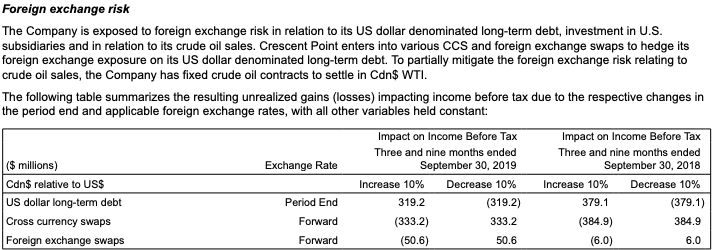 Foreign exchange risk
The Company is exposed to foreign exchange risk in relation to its US dollar denominated long-term debt, investment in U.S.
subsidiaries and in relation to its crude oil sales. Crescent Point enters into various CCS and foreign exchange swaps to hedge its
foreign exchange exposure on its US dollar denominated long-term debt. To partially mitigate the foreign exchange risk relating to
crude oil sales, the Company has fixed crude oil contracts to settle in Cdn$ WTI.
The following table summarizes the resulting unrealized gains (losses) impacting income before tax due to the respective changes in
the period end and applicable foreign exchange rates, with all other variables held constant:
Impact on Income Before Tax Impact on Income Before Tax
Three and nine months ended Three and nine months ended
($ millions) Exchange Rate September 30, 2019 September 30, 2018
Cdn$ relative to US$ Increase 10% Decrease 10% Increase 10% Decrease 10%
US dollar long-term debt Period End 319.2 (319.2) 379.1 (379.1)
Cross currency swaps Forward (333.2) 333.2 (384.9) 384.9
Foreign exchange swaps Forward (50.6) 50.6 (6.0) 6.0